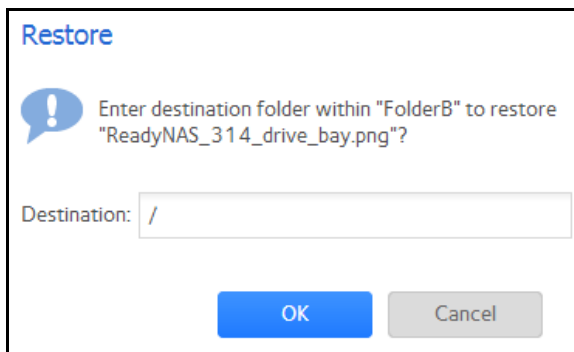 Restore
Enter destination folder within "FolderB" to restore
"ReadyNAS_314_drive_bay.png"?
Destination: /
OK Cancel